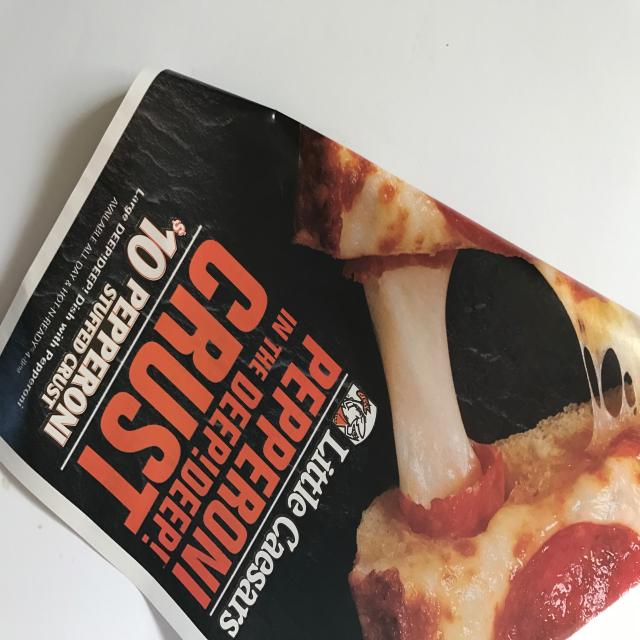 Little Caesars
PEPPERONI
IN THE DEEP!DEEP!
CRUST
$10 PEPPERONI
STUFFED CRUST
Large DEEP!DEEP! Dish with Pepperoni
AVAILABLE ALL DAY & HOT-N-READY 4-8PM